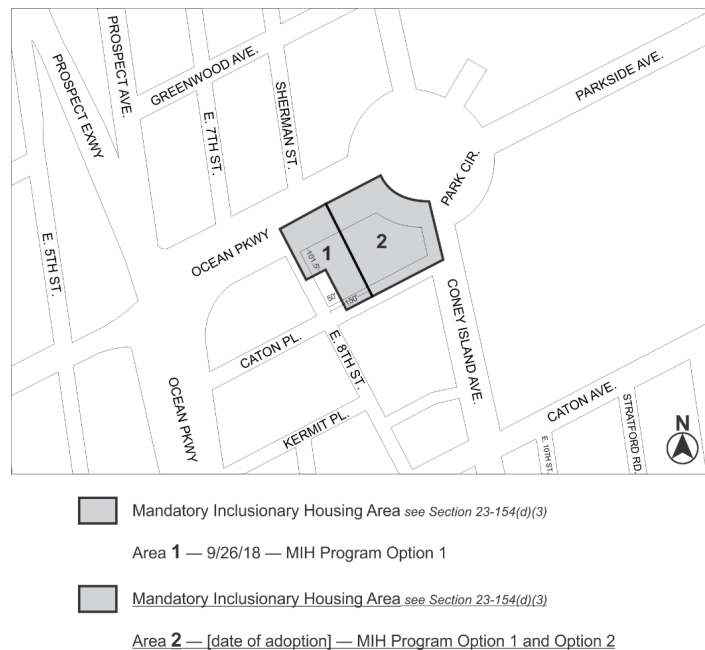 PROSPECT AVE.
GREENWOOD AVE.
PROSPECT EXWY
E. 7TH ST.
SHERMAN ST.
PARKSIDE AVE.
PARK CIR.
E. 5TH ST.
OCEAN PKWY
1
2
101.5'
50'
150'
CATON PL.
E. 8TH ST.
CONEY ISLAND AVE.
OCEAN PKWY
KERMIT PL.
CATON AVE.
E. 10TH ST.
STRATFORD RD.
N
Mandatory Inclusionary Housing Area see Section 23-154(d)(3)
Area 1 — 9/26/18 — MIH Program Option 1
Mandatory Inclusionary Housing Area see Section 23-154(d)(3)
Area 2 — [date of adoption] — MIH Program Option 1 and Option 2